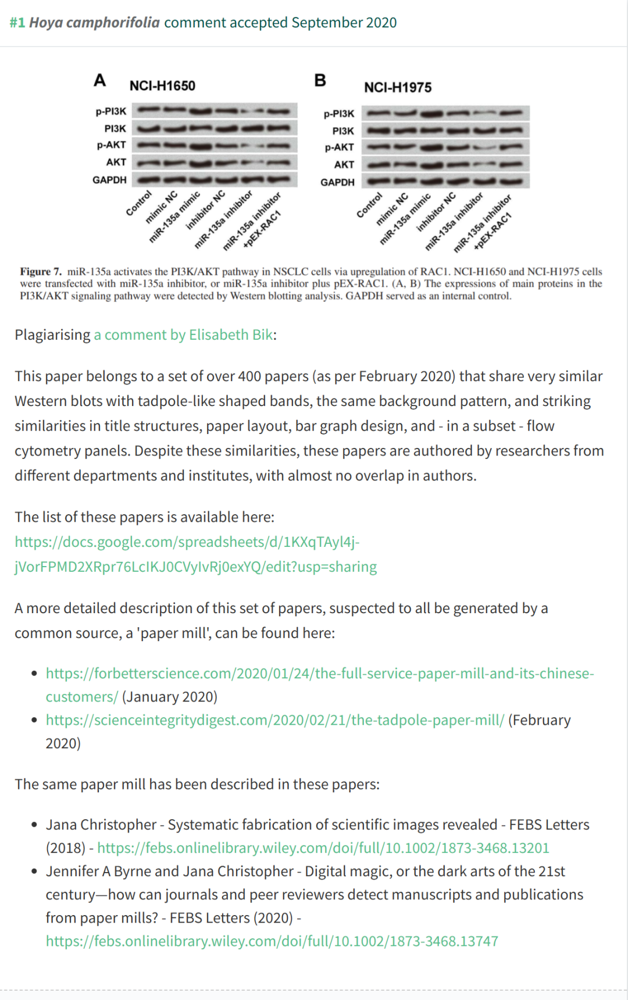 #1 Hoya camphorifolia comment accepted September 2020
A NCI-H1650
p-PI3K
PI3K
p-AKT
AKT
GAPDH
Control
mimic NC
miR-135a mimic
inhibitor NC
miR-135a inhibitor
miR-135a inhibitor
+pEX-RAC1
B NCI-H1975
p-PI3K
PI3K
p-AKT
AKT
GAPDH
Control
mimic NC
miR-135a mimic
inhibitor NC
miR-135a inhibitor
miR-135a inhibitor
+pEX-RAC1
Figure 7. miR-135a activates the PI3K/AKT pathway in NSCLC cells via upregulation of RAC1. NCI-H1650 and NCI-H1975 cells
were transfected with miR-135a inhibitor, or miR-135a inhibitor plus pEX-RAC1. (A, B) The expressions of main proteins in the
PI3K/AKT signaling pathway were detected by Western blotting analysis. GAPDH served as an internal control.
Plagiarising a comment by Elisabeth Bik:
This paper belongs to a set of over 400 papers (as per February 2020) that share very similar
Western blots with tadpole-like shaped bands, the same background pattern, and striking
similarities in title structures, paper layout, bar graph design, and - in a subset - flow
cytometry panels. Despite these similarities, these papers are authored by researchers from
different departments and institutes, with almost no overlap in authors.
The list of these papers is available here:
https://docs.google.com/spreadsheets/d/1KXqTAyl4j-
jVorFPMD2XRpr76LcIKJ0CVyIvRj0exYQ/edit?usp=sharing
A more detailed description of this set of papers, suspected to all be generated by a
common source, a 'paper mill', can be found here:
• https://forbetterscience.com/2020/01/24/the-full-service-paper-mill-and-its-chinese-
customers/ (January 2020)
• https://scienceintegritydigest.com/2020/02/21/the-tadpole-paper-mill/ (February
2020)
The same paper mill has been described in these papers:
• Jana Christopher - Systematic fabrication of scientific images revealed - FEBS Letters
(2018) - https://febs.onlinelibrary.wiley.com/doi/full/10.1002/1873-3468.13201
• Jennifer A Byrne and Jana Christopher - Digital magic, or the dark arts of the 21st
century—how can journals and peer reviewers detect manuscripts and publications
from paper mills? - FEBS Letters (2020) -
https://febs.onlinelibrary.wiley.com/doi/full/10.1002/1873-3468.13747